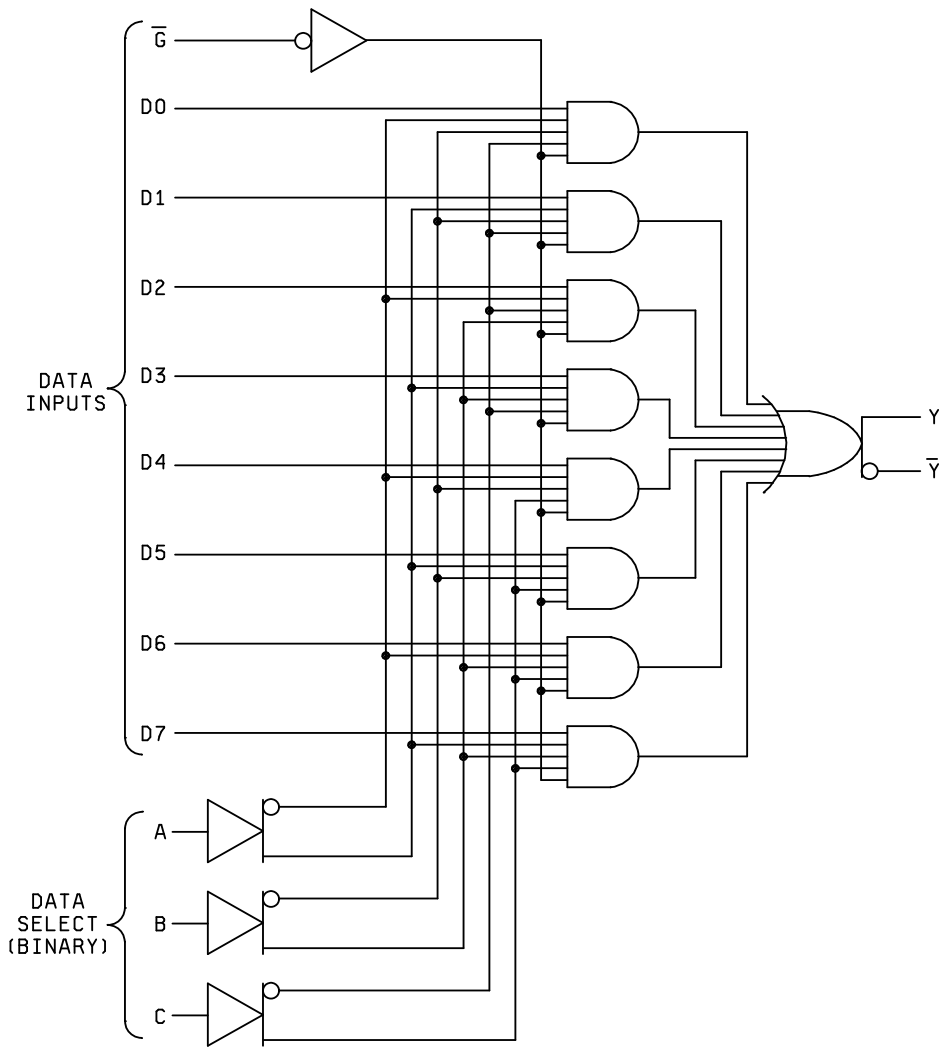 G̅
D0
D1
D2
D3
DATA
INPUTS
D4
D5
D6
D7
Y
Y̅
A
DATA
SELECT
(BINARY)
B
C